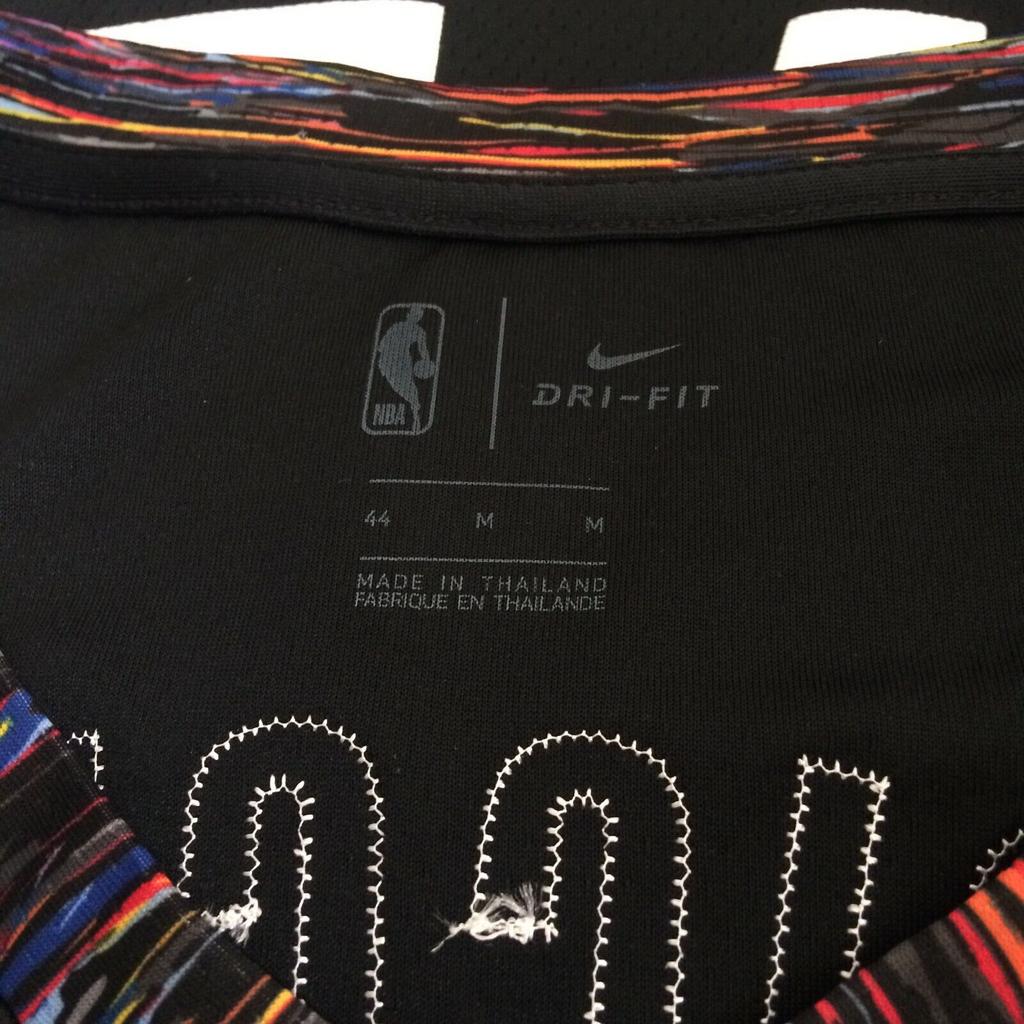 NBA
DRI-FIT
44 M M
MADE IN THAILAND
FABRIQUE EN THAILANDE